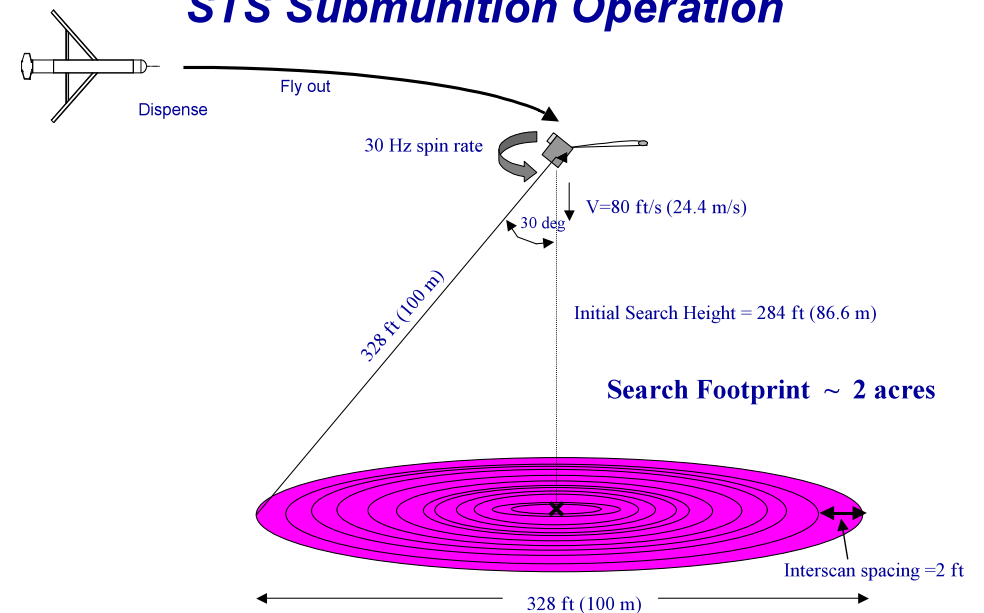 STS Submunition Operation
Fly out
Dispense
30 Hz spin rate
V=80 ft/s (24.4 m/s)
30 deg
328 ft (100 m)
Initial Search Height = 284 ft (86.6 m)
Search Footprint ~ 2 acres
Interscan spacing =2 ft
328 ft (100 m)